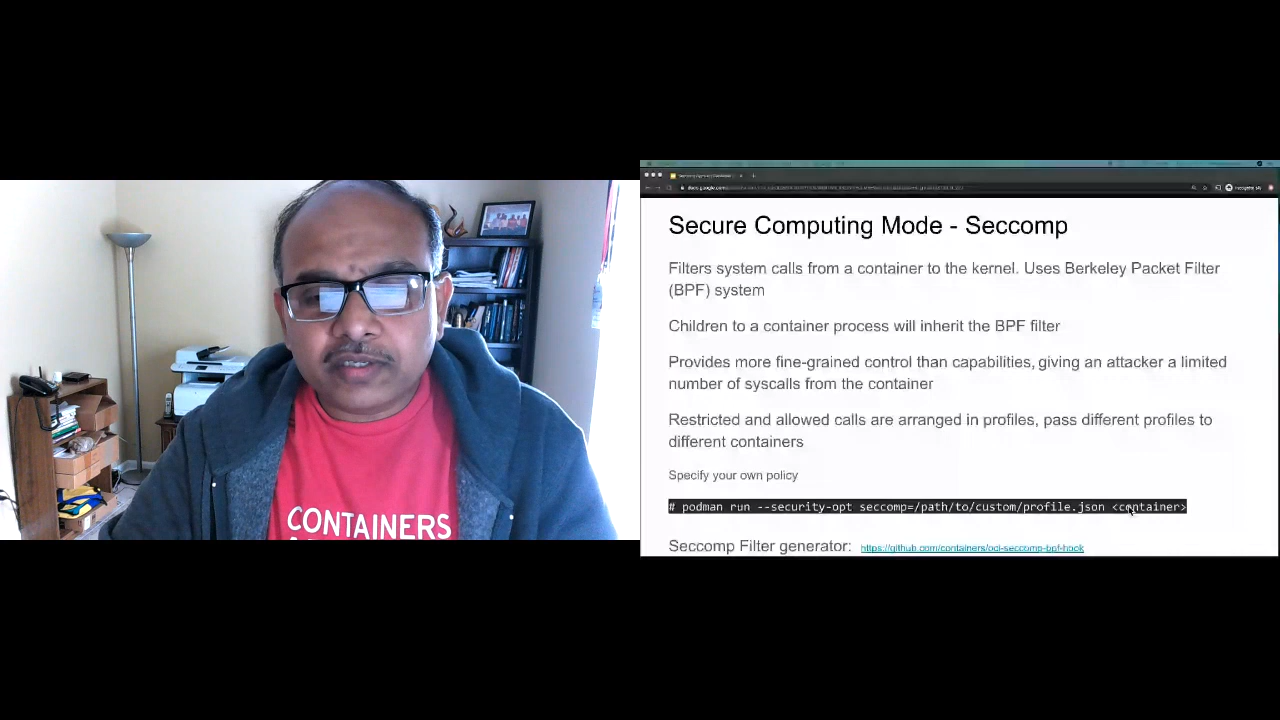 CONTAINERS
Secure Computing Mode - Seccomp
Filters system calls from a container to the kernel. Uses Berkeley Packet Filter
(BPF) system
Children to a container process will inherit the BPF filter
Provides more fine-grained control than capabilities, giving an attacker a limited
number of syscalls from the container
Restricted and allowed calls are arranged in profiles, pass different profiles to
different containers
Specify your own policy
# podman run --security-opt seccomp=/path/to/custom/profile.json <container>
Seccomp Filter generator: https://github.com/containers/oci-seccomp-bpf-hook